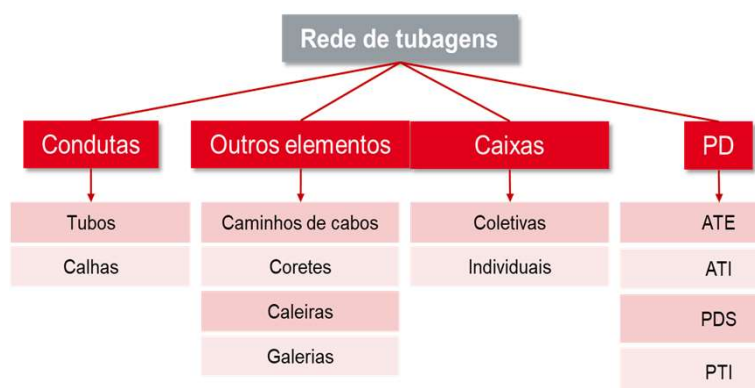 Rede de tubagens
Condutas
Outros elementos
Caixas
PD
Tubos
Calhas
Caminhos de cabos
Coretes
Caleiras
Galerias
Coletivas
Individuais
ATE
ATI
PDS
PTI